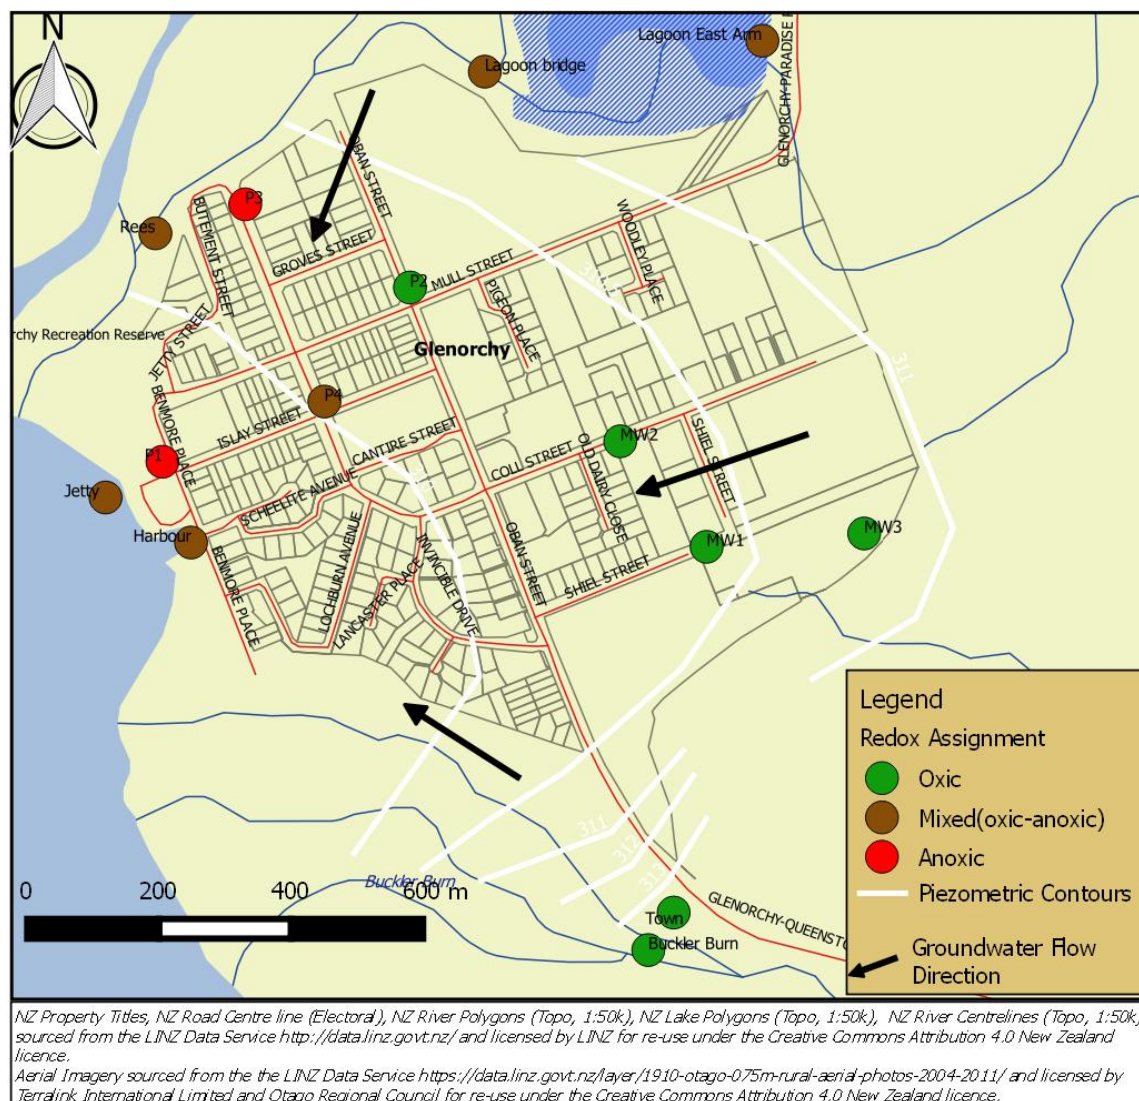 N
Lagoon East Arm
Lagoon bridge
GLENORCHY-PARADISE
OBAN STREET
P3
BUTEMENT STREET
Rees
WOODLEY PLACE
GROVES STREET
P2
MULL STREET
PIGEON PLACE
JETTY STREET
rchy Recreation Reserve
Glenorchy
311
BENMORE PLACE
P4
ISLAY STREET
CANTIRE STREET
MW2
SHIEL STREET
P1
COLL STREET
OLD DAIRY CLOSE
SCHEELITE AVENUE
Jetty
Harbour
MW3
MW1
OBAN STREET
INVINCIBLE DRIVE
LOCHBURN AVENUE
BENMORE PLACE
LANCASTER PLACE
SHIEL STREET
311
312
313
Buckler Burn
Town
Buckler Burn
GLENORCHY-QUEENST
0 200 400 600 m
Legend
Redox Assignment
Oxic
Mixed(oxic-anoxic)
Anoxic
Piezometric Contours
Groundwater Flow
Direction
NZ Property Titles, NZ Road Centre line (Electoral), NZ River Polygons (Topo, 1:50k), NZ Lake Polygons (Topo, 1:50k), NZ River Centrelines (Topo, 1:50k)
sourced from the LINZ Data Service http://data.linz.govt.nz/ and licensed by LINZ for re-use under the Creative Commons Attribution 4.0 New Zealand
licence.
Aerial Imagery sourced from the the LINZ Data Service https://data.linz.govt.nz/layer/1910-otago-075m-rural-aerial-photos-2004-2011/ and licensed by
Terralink International Limited and Otago Regional Council for re-use under the Creative Commons Attribution 4.0 New Zealand licence.